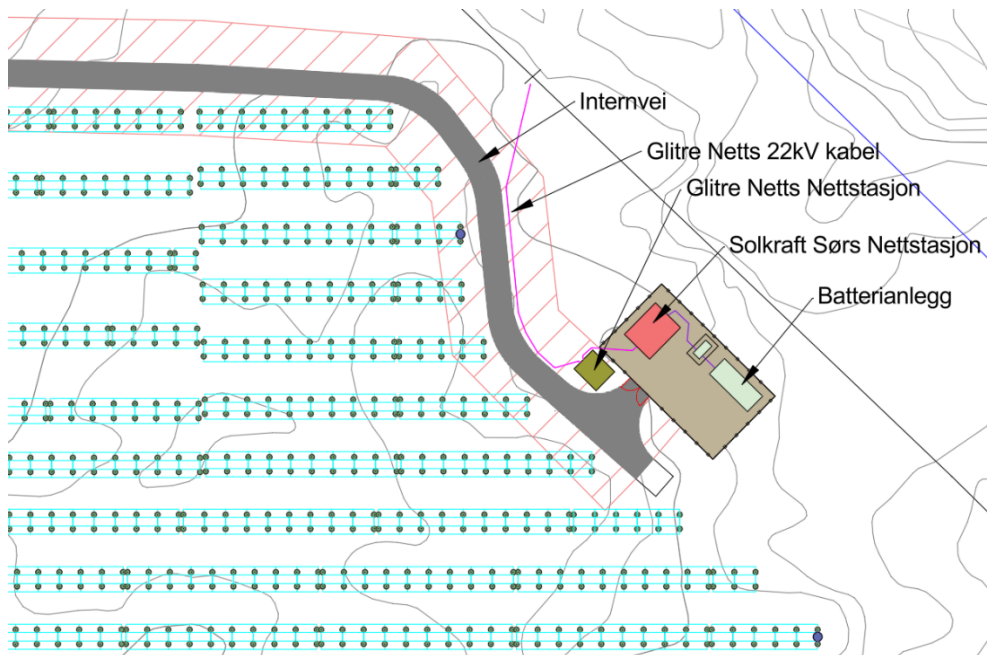 Internvei
Glitre Netts 22kV kabel
Glitre Netts Nettstasjon
Solkraft Sørs Nettstasjon
Batterianlegg